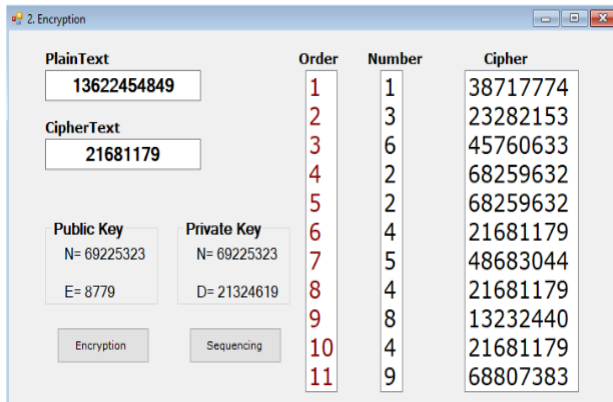 2. Encryption
PlainText
13622454849
CipherText
21681179
Public Key
N= 69225323
E= 8779
Private Key
N= 69225323
D= 21324619
Encryption
Sequencing
Order Number Cipher
1 1 38717774
2 3 23282153
3 6 45760633
4 2 68259632
5 2 68259632
6 4 21681179
7 5 48683044
8 4 21681179
9 8 13232440
10 4 21681179
11 9 68807383